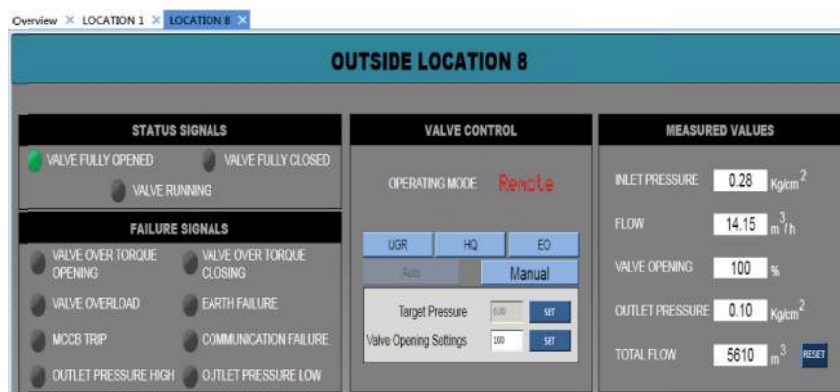 Overview × LOCATION 1 × LOCATION 8 ×
OUTSIDE LOCATION 8
STATUS SIGNALS
VALVE FULLY OPENED
VALVE FULLY CLOSED
VALVE RUNNING
FAILURE SIGNALS
VALVE OVER TORQUE
OPENING
VALVE OVER TORQUE
CLOSING
VALVE OVERLOAD
EARTH FAILURE
MCCB TRIP
COMMUNICATION FAILURE
OUTLET PRESSURE HIGH
OUTLET PRESSURE LOW
VALVE CONTROL
OPERATING MODE Remote
UGR HQ EO
Auto Manual
Target Pressure 0.00 SET
Valve Opening Settings 100 SET
MEASURED VALUES
INLET PRESSURE 0.28 Kg/cm²
FLOW 14.15 m³/h
VALVE OPENING 100 %
OUTLET PRESSURE 0.10 Kg/cm²
TOTAL FLOW 5610 m³ RESET